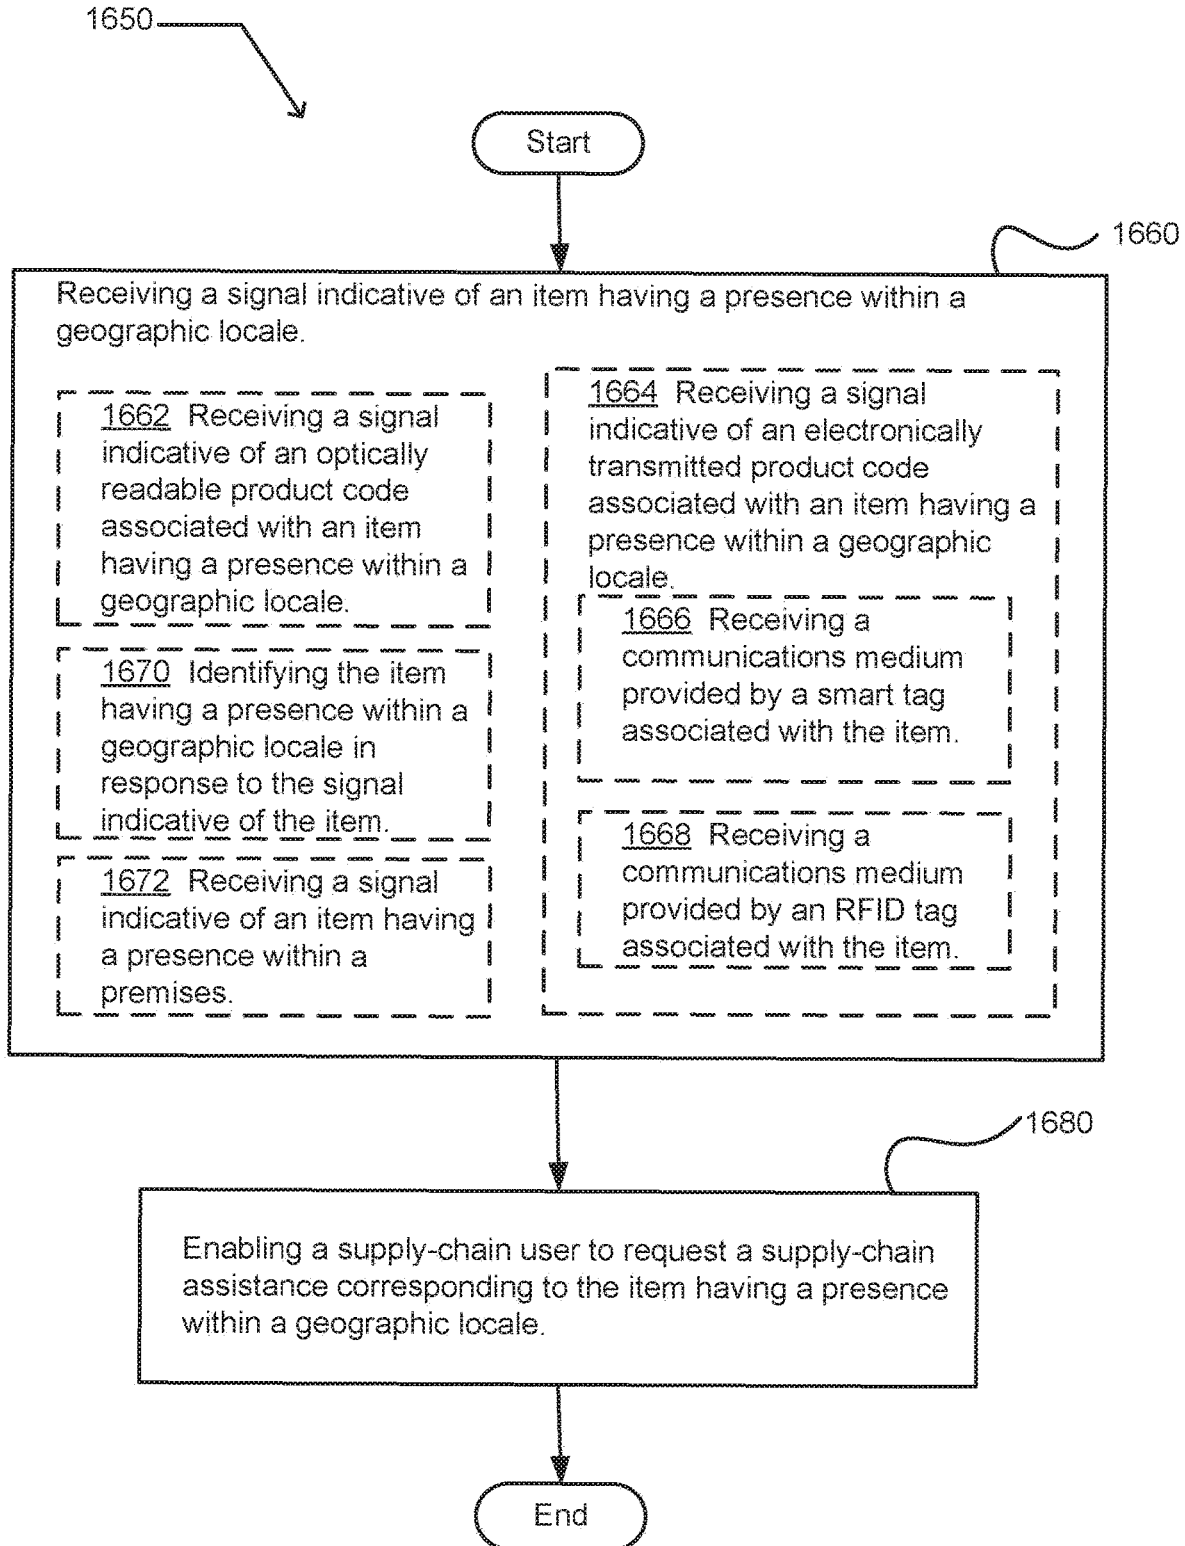 1650
Start
1660
Receiving a signal indicative of an item having a presence within a
geographic locale.
1662 Receiving a signal
indicative of an optically
readable product code
associated with an item
having a presence within a
geographic locale.
1670 Identifying the item
having a presence within a
geographic locale in
response to the signal
indicative of the item.
1672 Receiving a signal
indicative of an item having
a presence within a
premises.
1664 Receiving a signal
indicative of an electronically
transmitted product code
associated with an item having a
presence within a geographic
locale.
1666 Receiving a
communications medium
provided by a smart tag
associated with the item.
1668 Receiving a
communications medium
provided by an RFID tag
associated with the item.
1680
Enabling a supply-chain user to request a supply-chain
assistance corresponding to the item having a presence
within a geographic locale.
End